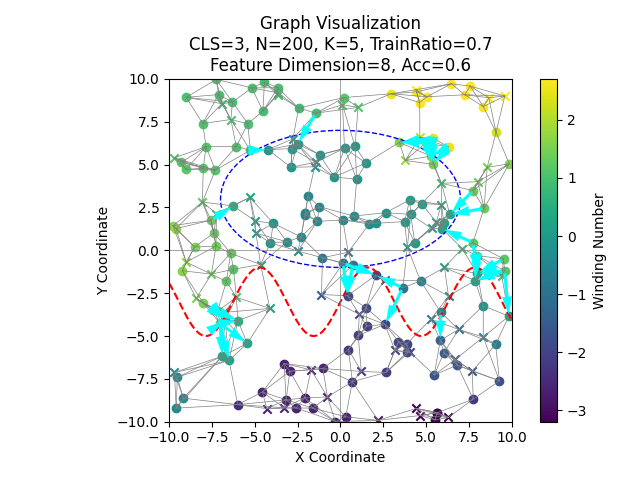 Graph Visualization
CLS=3, N=200, K=5, TrainRatio=0.7
Feature Dimension=8, Acc=0.6
10.0
7.5
5.0
2.5
0.0
−2.5
−5.0
−7.5
−10.0
Y Coordinate
−10.0 −7.5 −5.0 −2.5 0.0 2.5 5.0 7.5 10.0
X Coordinate
2
1
0
−1
−2
−3
Winding Number